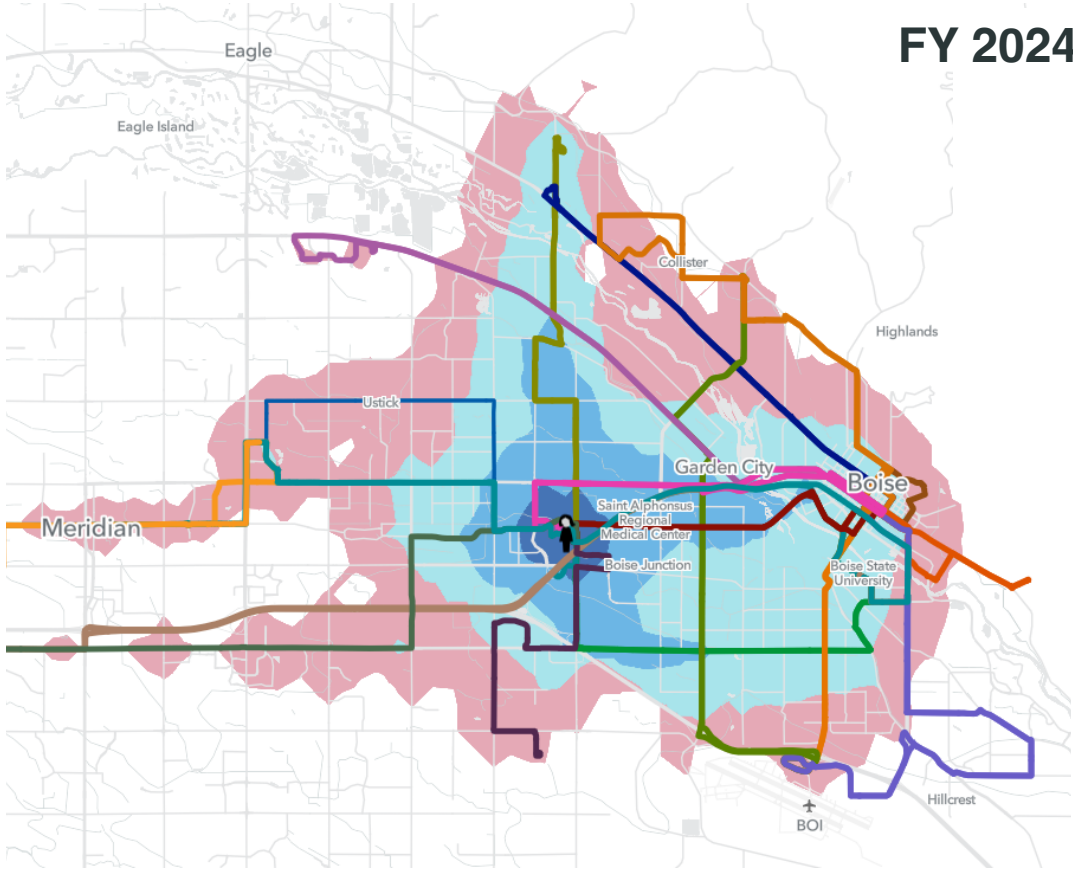 FY 2024
Eagle
Eagle Island
Collister
Highlands
Ustick
Garden City
Boise
Saint Alphonsus
Regional
Medical Center
Meridian
Boise Junction
Boise State
University
Hillcrest
BOI